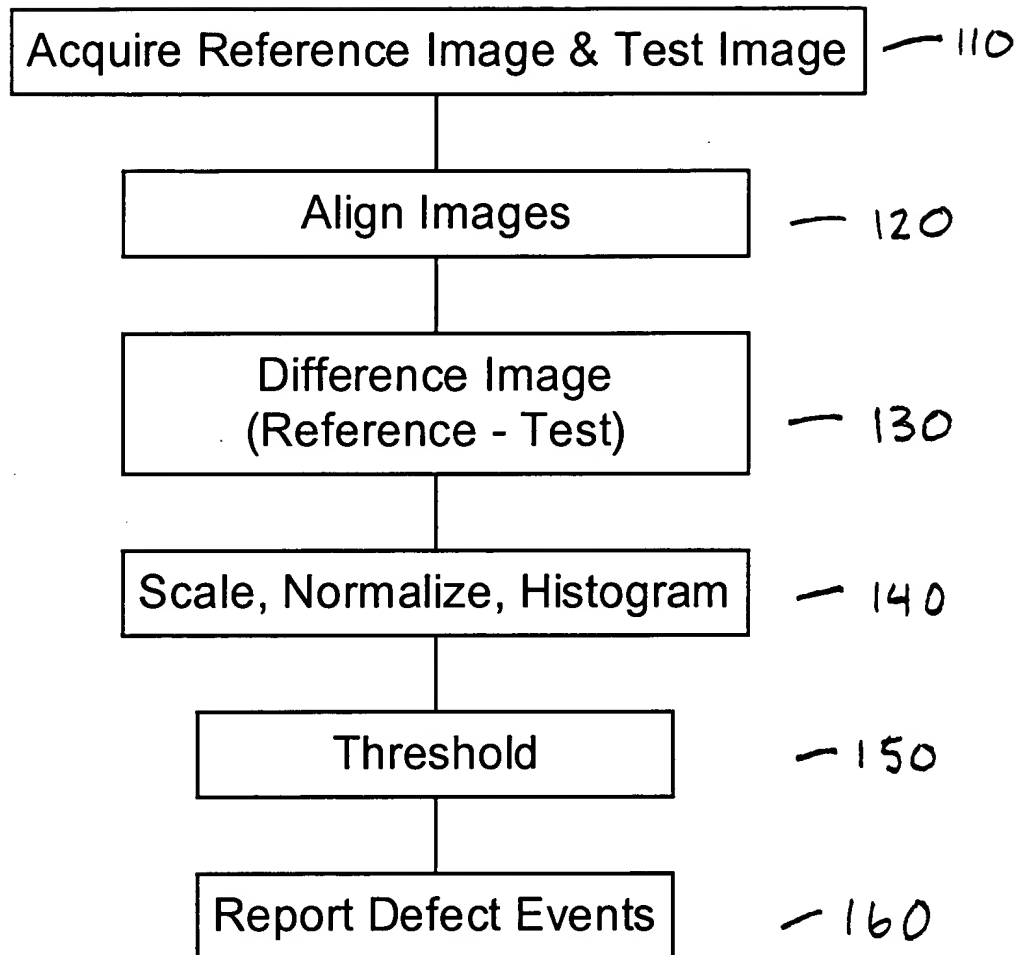 Acquire Reference Image & Test Image 110
Align Images 120
Difference Image
(Reference - Test) 130
Scale, Normalize, Histogram 140
Threshold 150
Report Defect Events 160